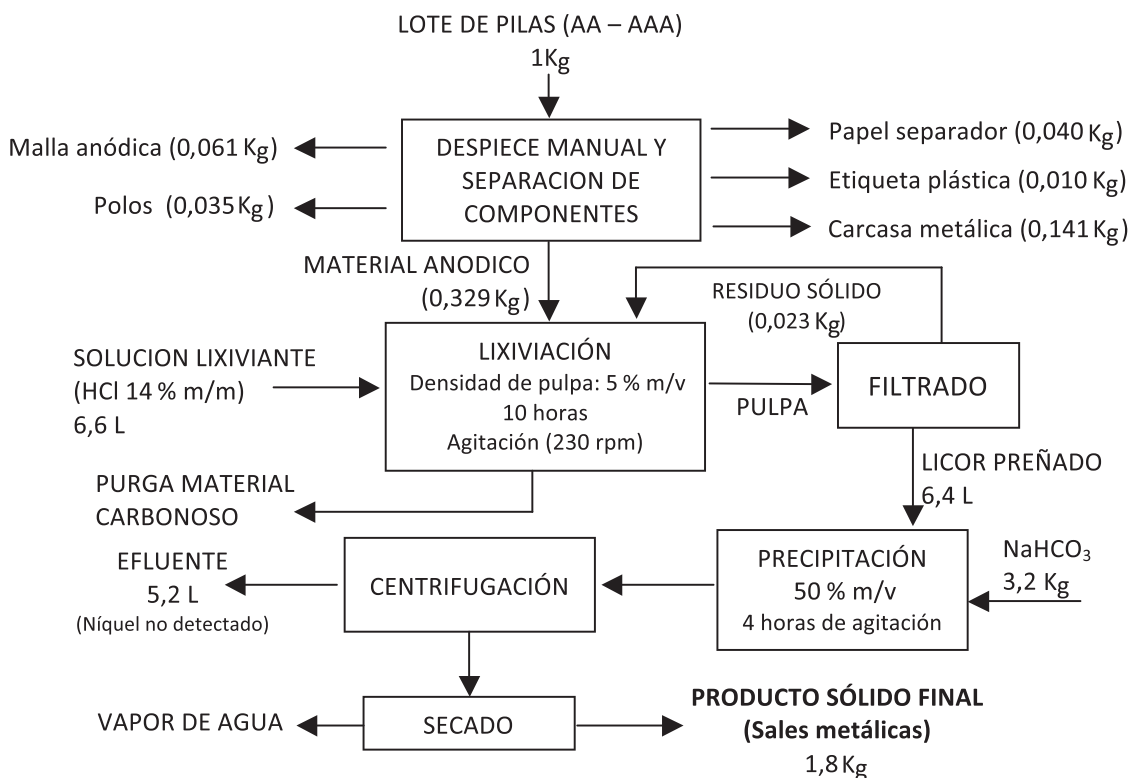 LOTE DE PILAS (AA – AAA)
1Kg
Malla anódica (0,061 Kg)
Polos (0,035 Kg)
DESPIECE MANUAL Y
SEPARACION DE
COMPONENTES
Papel separador (0,040 Kg)
Etiqueta plástica (0,010 Kg)
Carcasa metálica (0,141 Kg)
MATERIAL ANODICO
(0,329 Kg)
RESIDUO SÓLIDO
(0,023 Kg)
SOLUCION LIXIVIANTE
(HCl 14 % m/m)
6,6 L
LIXIVIACIÓN
Densidad de pulpa: 5 % m/v
10 horas
Agitación (230 rpm)
PULPA
FILTRADO
LICOR PREÑADO
6,4 L
PURGA MATERIAL
CARBONOSO
EFLUENTE
5,2 L
(Níquel no detectado)
CENTRIFUGACIÓN
PRECIPITACIÓN
50 % m/v
4 horas de agitación
NaHCO₃
3,2 Kg
VAPOR DE AGUA
SECADO
PRODUCTO SÓLIDO FINAL
(Sales metálicas)
1,8 Kg